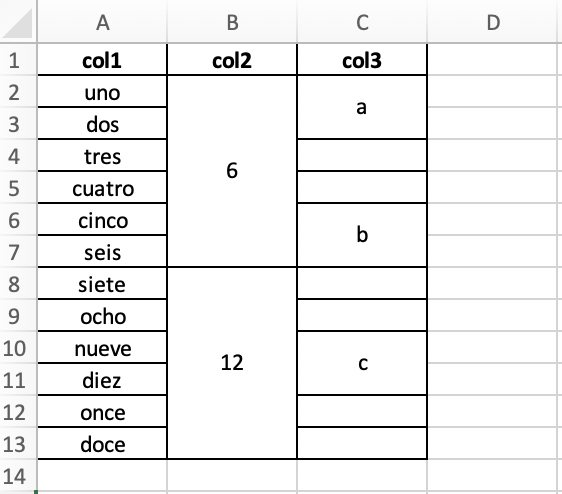 A B C D
1 col1 col2 col3
2 uno
a
3 dos
4 tres
6
5 cuatro
6 cinco
b
7 seis
8 siete
9 ocho
10 nueve
12 c
11 diez
12 once
13 doce
14